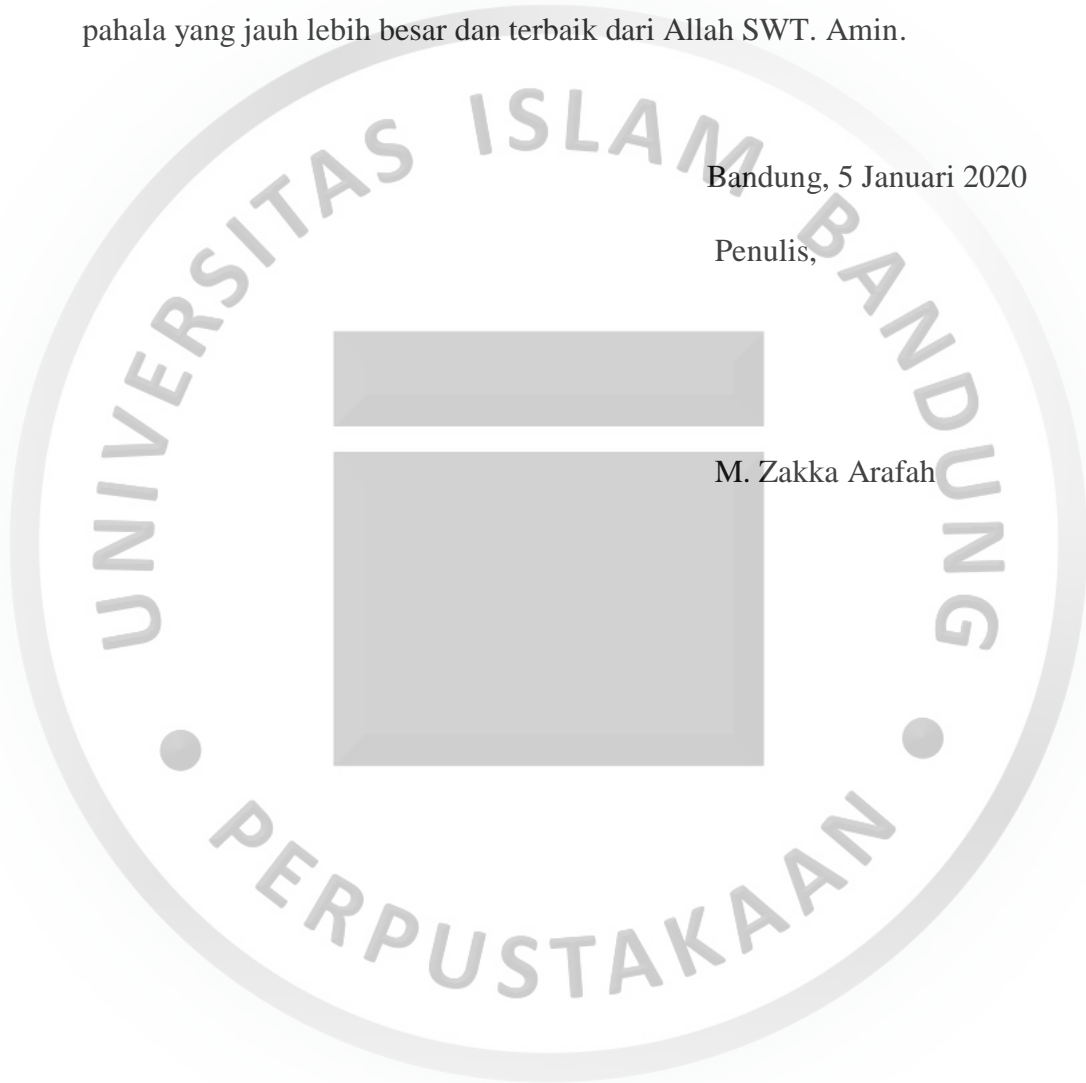 pahala yang jauh lebih besar dan terbaik dari Allah SWT. Amin.
UNIVERSITAS ISLAM BANDUNG
Bandung, 5 Januari 2020
Penulis,
M. Zakka Arafah
PERPUSTAKAAN